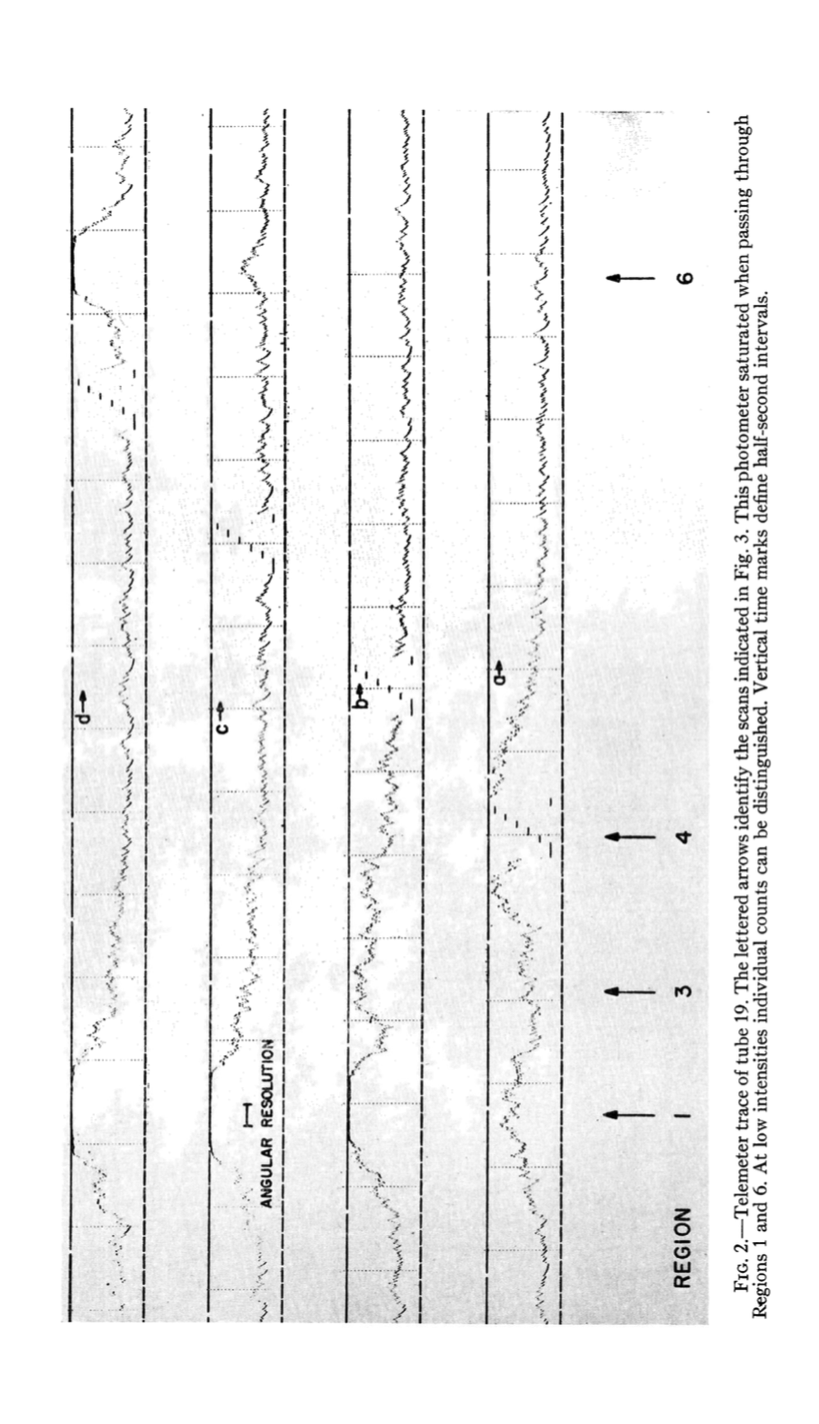 d→
c→
b→
a→
ANGULAR RESOLUTION
REGION 1 3 4 6
FIG. 2.—Telemeter trace of tube 19. The lettered arrows identify the scans indicated in Fig. 3. This photometer saturated when passing through
Regions 1 and 6. At low intensities individual counts can be distinguished. Vertical time marks define half-second intervals.